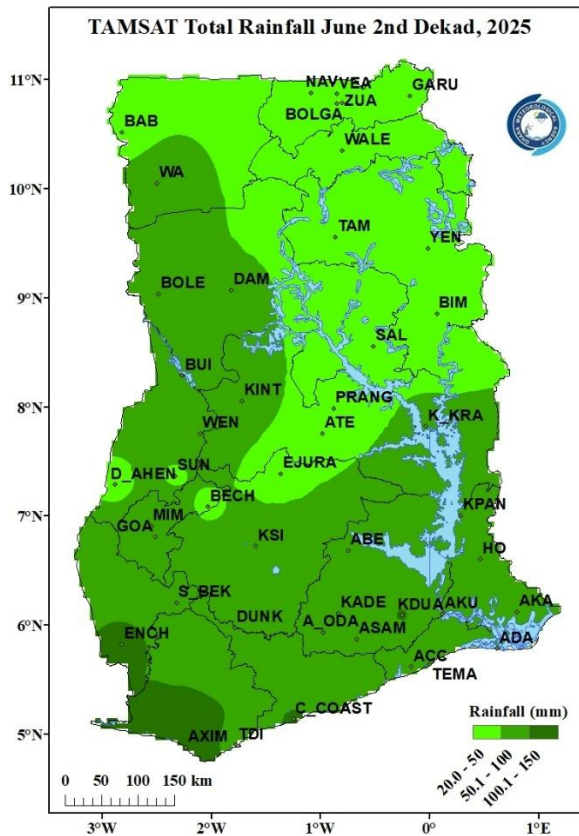 TAMSAT Total Rainfall June 2nd Dekad, 2025
11°N
10°N
9°N
8°N
7°N
6°N
5°N
NAV
VEA
GARU
ZUA
BOLGA
BAB
WALE
WA
TAM
YEN
BOLE
DAM
BIM
SAL
BUI
KINT
PRANG
K_KRA
WEN
ATE
SUN
D_AHEN
EJURA
BECH
KPAN
MIM
GOA
KSI
ABE
HO
S_BEK
KADE
KDUA
AKU
AKA
DUNK
A_ODA
ASAM
ENCH
ADA
ACC
TEMA
C_COAST
AXIM
TDI
Rainfall (mm)
20.0 - 50
50.1 - 100
100.1 - 150
0 50 100 150 km
3°W 2°W 1°W 0° 1°E